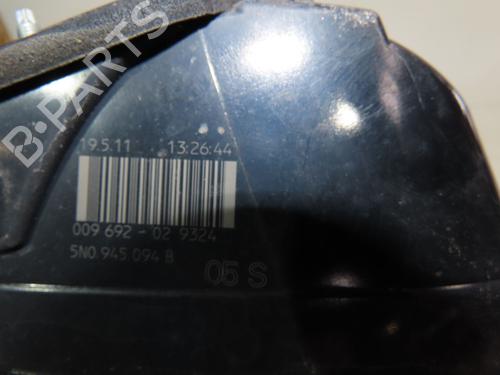 B-PARTS
19.5.11 13:26:44
009 692 - 02 9324
5N0 945 094 B
05 S